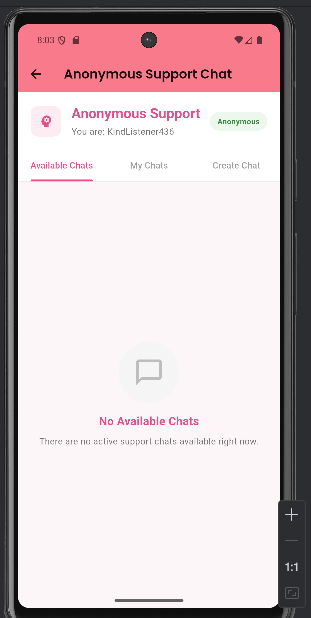 8:03
Anonymous Support Chat
Anonymous Support
You are: KindListener436
Anonymous
Available Chats
My Chats
Create Chat
No Available Chats
There are no active support chats available right now.
1:1